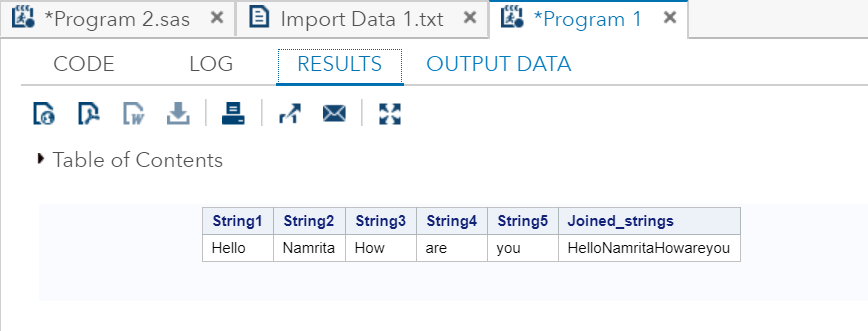 *Program 2.sas Import Data 1.txt *Program 1
CODE LOG RESULTS OUTPUT DATA
Table of Contents
String1 String2 String3 String4 String5 Joined_strings
Hello Namrita How are you HelloNamritaHowareyou